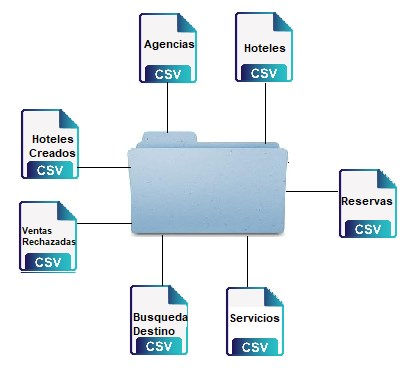 Agencias
CSV
Hoteles
CSV
Hoteles
Creados
CSV
Reservas
CSV
Ventas
Rechazadas
CSV
Busqueda
Destino
CSV
Servicios
CSV